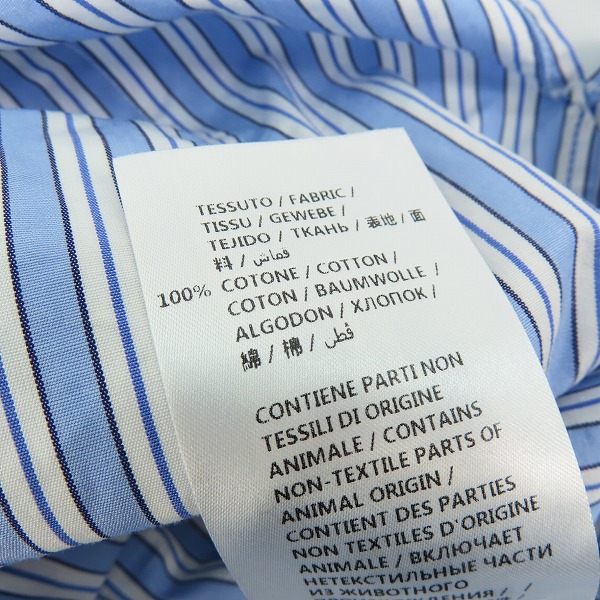 TESSUTO / FABRIC /
TISSU / GEWEBE /
TEJIDO / ТКАНЬ / 表地 / 面
料 / قماش /
100% COTONE / COTTON /
COTON / BAUMWOLLE /
ALGODON / ХЛОПОК /
綿 / 棉 / قطن /
CONTIENE PARTI NON
TESSILI DI ORIGINE
ANIMALE / CONTAINS
NON-TEXTILE PARTS OF
ANIMAL ORIGIN /
CONTIENT DES PARTIES
NON TEXTILES D'ORIGINE
ANIMALE / ВКЛЮЧАЕТ
НЕТЕКСТИЛЬНЫЕ ЧАСТИ
ИЗ ЖИВОТНОГО